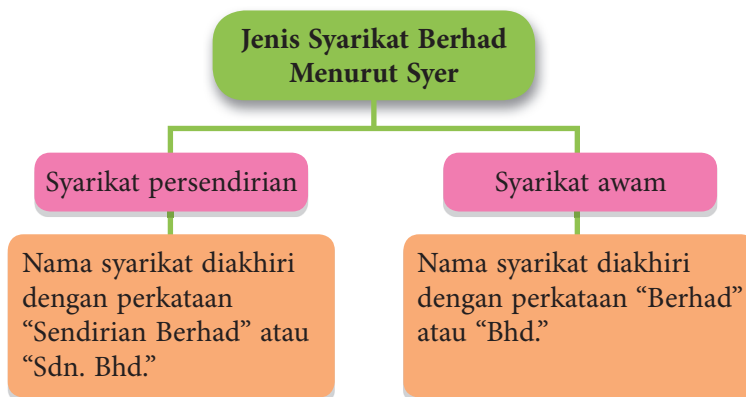 Jenis Syarikat Berhad
Menurut Syer
Syarikat persendirian
Syarikat awam
Nama syarikat diakhiri
dengan perkataan
“Sendirian Berhad” atau
“Sdn. Bhd.”
Nama syarikat diakhiri
dengan perkataan “Berhad”
atau “Bhd.”